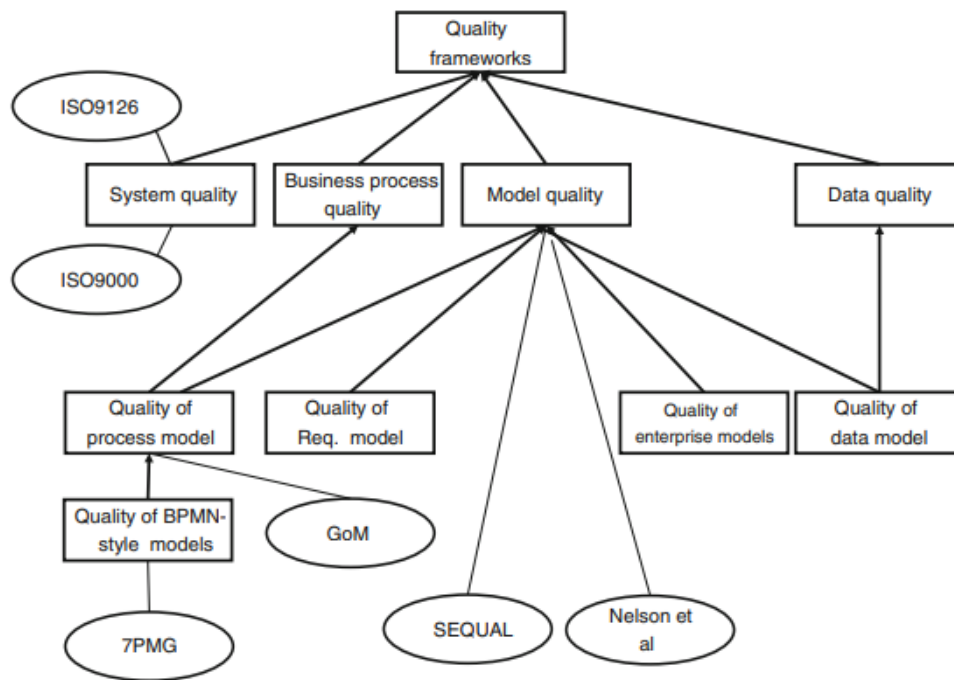 Quality
frameworks
ISO9126
System quality
Business process
quality
Model quality
Data quality
ISO9000
Quality of
process model
Quality of
Req. model
Quality of
enterprise models
Quality of
data model
Quality of BPMN-
style models
GoM
7PMG
SEQUAL
Nelson et
al